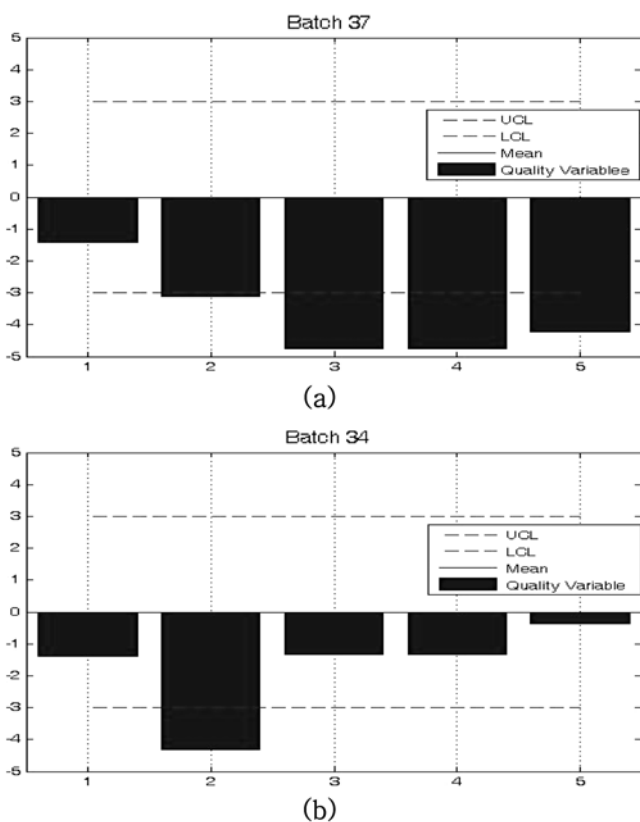 Batch 37
5
4
3
2
1
0
-1
-2
-3
-4
-5
UCL
LCL
Mean
Quality Variablee
1 2 3 4 5
(a)
Batch 34
5
4
3
2
1
0
-1
-2
-3
-4
-5
UCL
LCL
Mean
Quality Variable
1 2 3 4 5
(b)